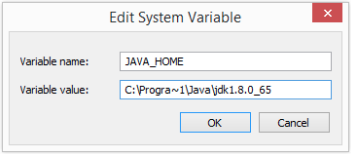 Edit System Variable
Variable name: JAVA_HOME
Variable value: C:\Progra~1\Java\jdk1.8.0_65
OK Cancel